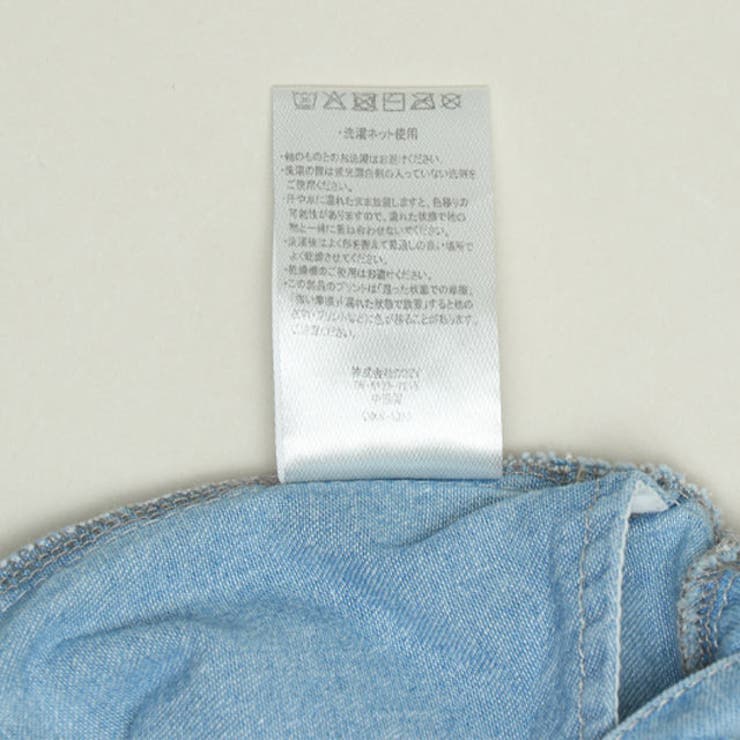 ・洗濯ネット使用
・他のものとのお洗濯はお避けください。
・洗濯の際は蛍光増白剤の入っていない洗剤を
ご使用ください。
・汗や水に濡れたまま放置しますと、色移りの
可能性がありますので、濡れた状態で他の
物と一緒に重ね合わせないでください。
・洗濯後はよく形を整えて風通しの良い場所で
よく乾燥させてください。
・乾燥機のご使用はお避けください。
・この製品のプリントは「湿った状態での摩擦」
「強い摩擦」「濡れた状態で放置」すると他の
ものやプリントなどに色が移ることがあります。
ご注意ください。
株式会社
中国製